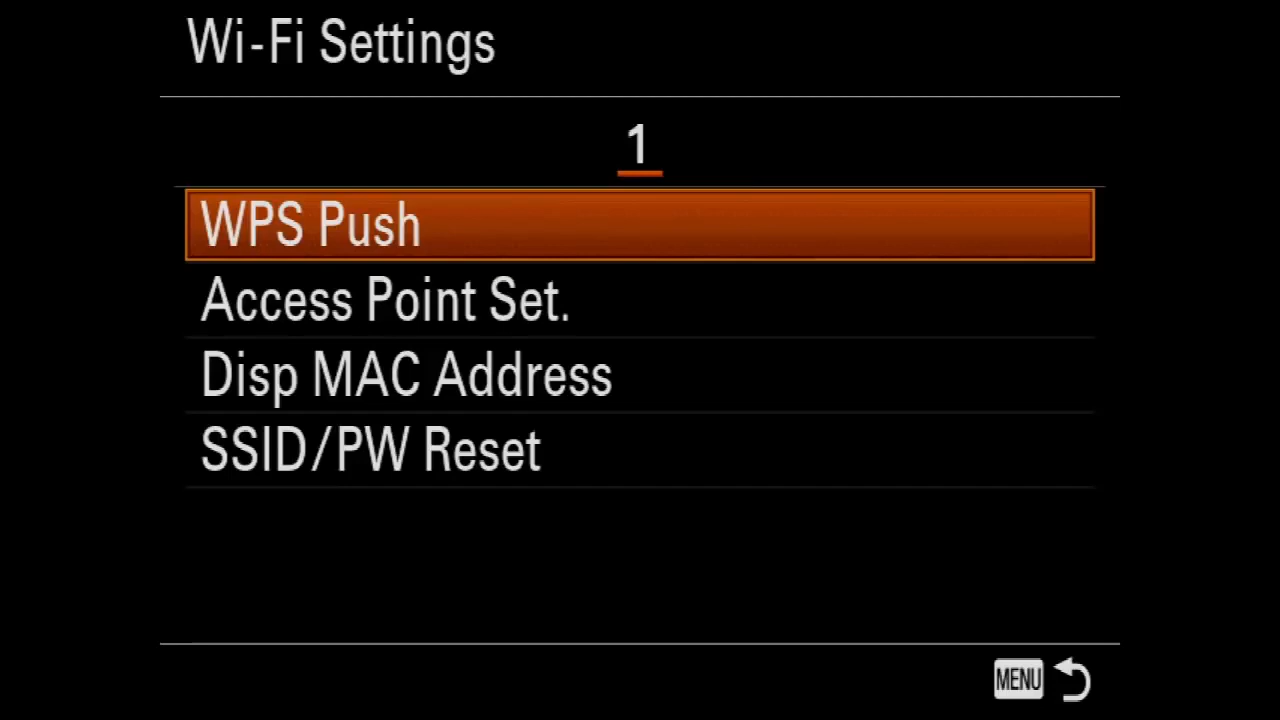 Wi-Fi Settings
1
WPS Push
Access Point Set.
Disp MAC Address
SSID/PW Reset
MENU